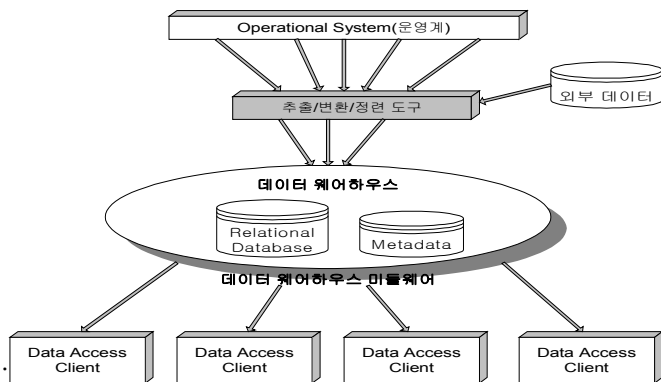 Operational System(운영계)
추출/변환/정련 도구
외부 데이터
데이터 웨어하우스
Relational
Database
Metadata
데이터 웨어하우스 미들웨어
Data Access
Client
Data Access
Client
Data Access
Client
Data Access
Client